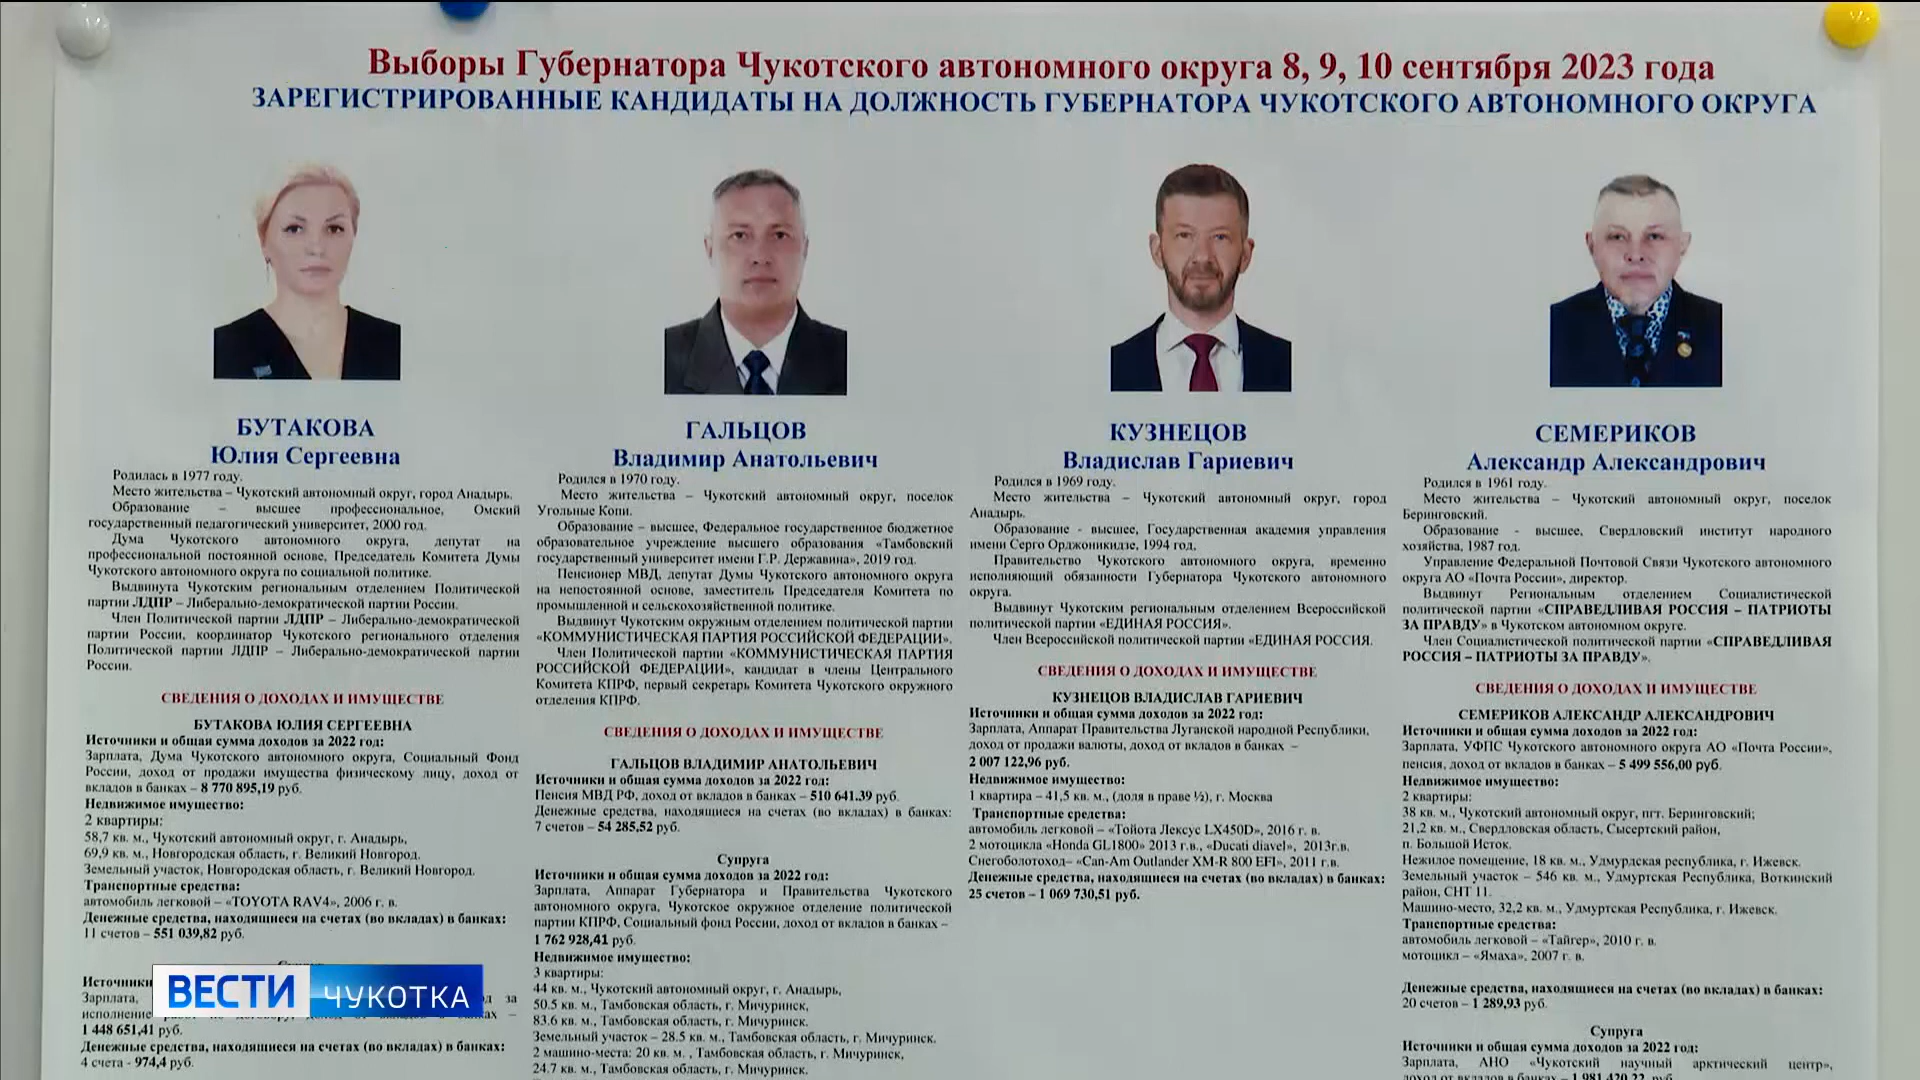 Выборы Губернатора Чукотского автономного округа 8, 9, 10 сентября 2023 года
ЗАРЕГИСТРИРОВАННЫЕ КАНДИДАТЫ НА ДОЛЖНОСТЬ ГУБЕРНАТОРА ЧУКОТСКОГО АВТОНОМНОГО ОКРУГА
БУТАКОВА
Юлия Сергеевна
Родилась в 1977 году.
Место жительства – Чукотский автономный округ, город Анадырь.
Образование – высшее профессиональное, Омский
государственный педагогический университет, 2000 год.
Дума Чукотского автономного округа, депутат на
профессиональной постоянной основе, Председатель Комитета Думы
Чукотского автономного округа по социальной политике.
Выдвинута Чукотским региональным отделением Политической
партии ЛДПР – Либерально-демократической партии России.
Член Политической партии ЛДПР – Либерально-демократической
партии России, координатор Чукотского регионального отделения
Политической партии ЛДПР – Либерально-демократической партии
России.
СВЕДЕНИЯ О ДОХОДАХ И ИМУЩЕСТВЕ
БУТАКОВА ЮЛИЯ СЕРГЕЕВНА
Источники и общая сумма доходов за 2022 год:
Зарплата, Дума Чукотского автономного округа, Социальный Фонд
России, доход от продажи имущества физическому лицу, доход от
вкладов в банках – 8 770 895,19 руб.
Недвижимое имущество:
2 квартиры:
58,7 кв. м., Чукотский автономный округ, г. Анадырь,
69,9 кв. м., Новгородская область, г. Великий Новгород.
Земельный участок, Новгородская область, г. Великий Новгород.
Транспортные средства:
автомобиль легковой – «TOYOTA RAV4», 2006 г. в.
Денежные средства, находящиеся на счетах (во вкладах) в банках:
11 счетов – 551 039,82 руб.
Источники
Зарплата, за
исполнение
1 448 651,41 руб.
Денежные средства, находящиеся на счетах (во вкладах) в банках:
4 счета - 974,4 руб.
ГАЛЬЦОВ
Владимир Анатольевич
Родился в 1970 году.
Место жительства – Чукотский автономный округ, поселок
Угольные Копи.
Образование – высшее, Федеральное государственное бюджетное
образовательное учреждение высшего образования «Тамбовский
государственный университет имени Г.Р. Державина», 2019 год.
Пенсионер МВД, депутат Думы Чукотского автономного округа
на непостоянной основе, заместитель Председателя Комитета по
промышленной и сельскохозяйственной политике.
Выдвинут Чукотским окружным отделением политической партии
«КОММУНИСТИЧЕСКАЯ ПАРТИЯ РОССИЙСКОЙ ФЕДЕРАЦИИ».
Член Политической партии «КОММУНИСТИЧЕСКАЯ ПАРТИЯ
РОССИЙСКОЙ ФЕДЕРАЦИИ», кандидат в члены Центрального
Комитета КПРФ, первый секретарь Комитета Чукотского окружного
отделения КПРФ.
СВЕДЕНИЯ О ДОХОДАХ И ИМУЩЕСТВЕ
ГАЛЬЦОВ ВЛАДИМИР АНАТОЛЬЕВИЧ
Источники и общая сумма доходов за 2022 год:
Пенсия МВД РФ, доход от вкладов в банках – 510 641.39 руб.
Денежные средства, находящиеся на счетах (во вкладах) в банках:
7 счетов – 54 285,52 руб.
Супруга
Источники и общая сумма доходов за 2022 год:
Зарплата, Аппарат Губернатора и Правительства Чукотского
автономного округа, Чукотское окружное отделение политической
партии КПРФ, Социальный фонд России, доход от вкладов в банках –
1 762 928,41 руб.
Недвижимое имущество:
3 квартиры:
44 кв. м., Чукотский автономный округ, г. Анадырь,
50.5 кв. м., Тамбовская область, г. Мичуринск,
83.6 кв. м., Тамбовская область, г. Мичуринск.
Земельный участок – 28.5 кв. м., Тамбовская область, г. Мичуринск.
2 машино-места: 20 кв. м. , Тамбовская область, г. Мичуринск,
24.7 кв. м., Тамбовская область, г. Мичуринск.
КУЗНЕЦОВ
Владислав Гариевич
Родился в 1969 году.
Место жительства – Чукотский автономный округ, город
Анадырь.
Образование - высшее, Государственная академия управления
имени Серго Орджоникидзе, 1994 год.
Правительство Чукотского автономного округа, временно
исполняющий обязанности Губернатора Чукотского автономного
округа.
Выдвинут Чукотским региональным отделением Всероссийской
политической партии «ЕДИНАЯ РОССИЯ».
Член Всероссийской политической партии «ЕДИНАЯ РОССИЯ.
СВЕДЕНИЯ О ДОХОДАХ И ИМУЩЕСТВЕ
КУЗНЕЦОВ ВЛАДИСЛАВ ГАРИЕВИЧ
Источники и общая сумма доходов за 2022 год:
Зарплата, Аппарат Правительства Луганской народной Республики,
доход от продажи валюты, доход от вкладов в банках –
2 007 122,96 руб.
Недвижимое имущество:
1 квартира – 41,5 кв. м., (доля в праве ½), г. Москва
Транспортные средства:
автомобиль легковой – «Тойота Лексус LX450D», 2016 г. в.
2 мотоцикла «Honda GL1800» 2013 г.в., «Ducati diavel», 2013г.в.
Снегоболотоход– «Can-Am Outlander XM-R 800 EFI», 2011 г.в.
Денежные средства, находящиеся на счетах (во вкладах) в банках:
25 счетов – 1 069 730,51 руб.
СЕМЕРИКОВ
Александр Александрович
Родился в 1961 году.
Место жительства – Чукотский автономный округ, поселок
Беринговский.
Образование - высшее, Свердловский институт народного
хозяйства, 1987 год.
Управление Федеральной Почтовой Связи Чукотского автономного
округа АО «Почта России», директор.
Выдвинут Региональным отделением Социалистической
политической партии «СПРАВЕДЛИВАЯ РОССИЯ – ПАТРИОТЫ
ЗА ПРАВДУ» в Чукотском автономном округе.
Член Социалистической политической партии «СПРАВЕДЛИВАЯ
РОССИЯ – ПАТРИОТЫ ЗА ПРАВДУ».
СВЕДЕНИЯ О ДОХОДАХ И ИМУЩЕСТВЕ
СЕМЕРИКОВ АЛЕКСАНДР АЛЕКСАНДРОВИЧ
Источники и общая сумма доходов за 2022 год:
Зарплата, УФПС Чукотского автономного округа АО «Почта России»,
пенсия, доход от вкладов в банках – 5 499 556,00 руб.
Недвижимое имущество:
2 квартиры:
38 кв. м., Чукотский автономный округ, пгт. Беринговский;
21,2 кв. м., Свердловская область, Сысертский район,
п. Большой Исток.
Нежилое помещение, 18 кв. м., Удмурдская республика, г. Ижевск.
Земельный участок – 546 кв. м., Удмуртская Республика, Воткинский
район, СНТ 11.
Машино-место, 32,2 кв. м., Удмуртская Республика, г. Ижевск.
Транспортные средства:
автомобиль легковой – «Тайгер», 2010 г. в.
мотоцикл – «Ямаха», 2007 г. в.
Денежные средства, находящиеся на счетах (во вкладах) в банках:
20 счетов – 1 289,93 руб.
Супруга
Источники и общая сумма доходов за 2022 год:
Зарплата, АНО «Чукотский научный арктический центр»,
доход от вкладов в банках – 1 981 420,22 руб.
ВЕСТИ ЧУКОТКА